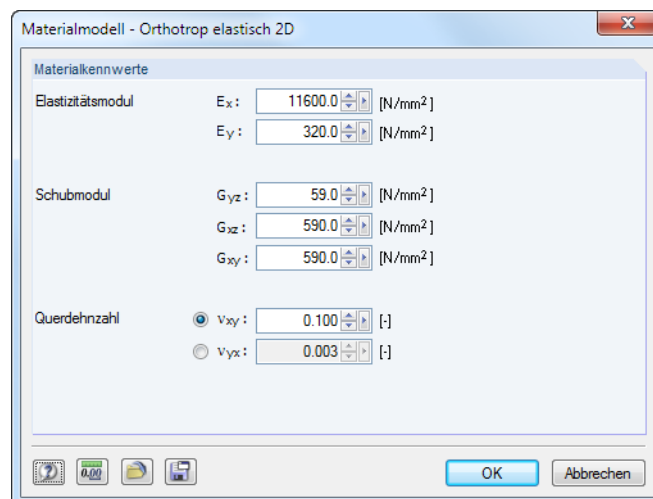 Materialmodell - Orthotrop elastisch 2D
Materialkennwerte
Elastizitätsmodul Ex: 11600.0 [N/mm²]
Ey: 320.0 [N/mm²]
Schubmodul Gyz: 59.0 [N/mm²]
Gxz: 590.0 [N/mm²]
Gxy: 590.0 [N/mm²]
Querdehnzahl νxy: 0.100 [-]
νyx: 0.003 [-]
0.00 OK Abbrechen